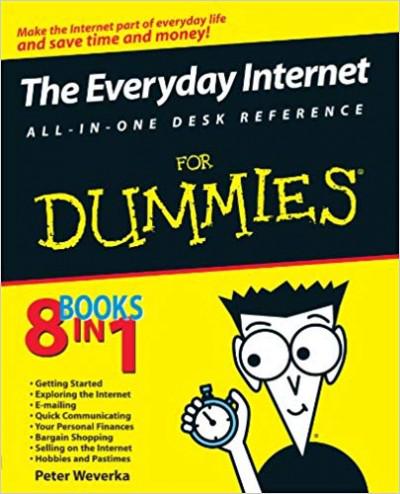 Make the Internet part of everyday life
and save time and money!
The Everyday Internet
ALL-IN-ONE DESK REFERENCE
FOR
DUMMIES®
8 BOOKS
IN 1
• Getting Started
• Exploring the Internet
• E-mailing
• Quick Communicating
• Your Personal Finances
• Bargain Shopping
• Selling on the Internet
• Hobbies and Pastimes
Peter Weverka